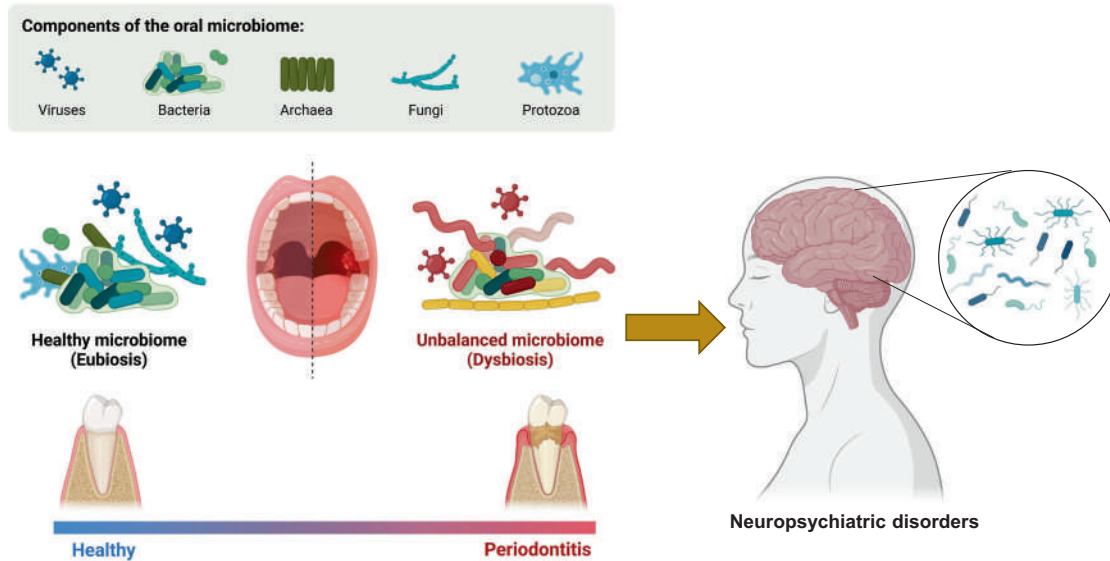 Components of the oral microbiome:
Viruses
Bacteria
Archaea
Fungi
Protozoa
Healthy microbiome
(Eubiosis)
Unbalanced microbiome
(Dysbiosis)
Healthy
Periodontitis
Neuropsychiatric disorders